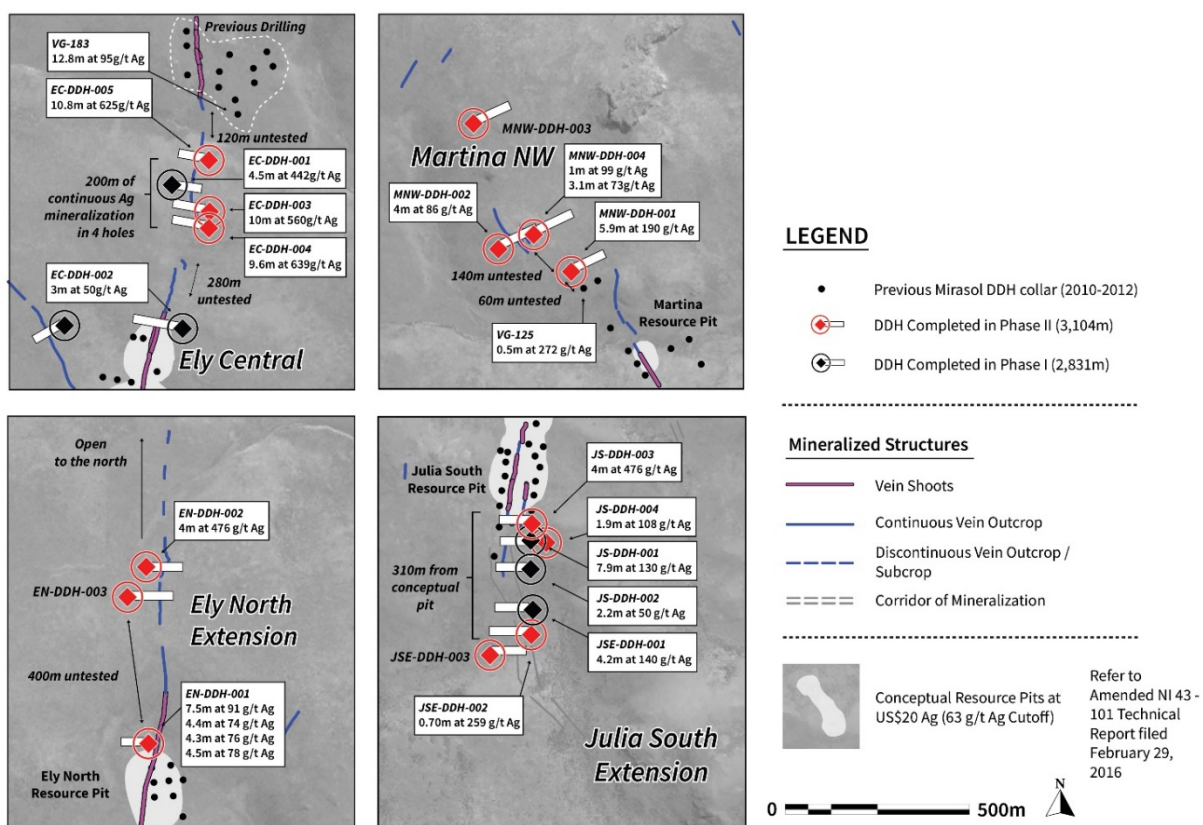 Previous Drilling
VG-183
12.8m at 95g/t Ag
EC-DDH-005
10.8m at 625g/t Ag
120m untested
200m of
continuous Ag
mineralization
in 4 holes
EC-DDH-001
4.5m at 442g/t Ag
EC-DDH-003
10m at 560g/t Ag
EC-DDH-004
9.6m at 639g/t Ag
EC-DDH-002
3m at 50g/t Ag
280m
untested
Ely Central
MNW-DDH-003
Martina NW
MNW-DDH-004
1m at 99 g/t Ag
3.1m at 73g/t Ag
MNW-DDH-002
4m at 86 g/t Ag
MNW-DDH-001
5.9m at 190 g/t Ag
140m untested
60m untested
Martina
Resource Pit
VG-125
0.5m at 272 g/t Ag
Open
to the north
EN-DDH-002
4m at 476 g/t Ag
EN-DDH-003
Ely North
Extension
400m untested
EN-DDH-001
7.5m at 91 g/t Ag
4.4m at 74 g/t Ag
4.3m at 76 g/t Ag
4.5m at 78 g/t Ag
Ely North
Resource Pit
Julia South
Resource Pit
JS-DDH-003
4m at 476 g/t Ag
JS-DDH-004
1.9m at 108 g/t Ag
JS-DDH-001
7.9m at 130 g/t Ag
310m from
conceptual
pit
JS-DDH-002
2.2m at 50 g/t Ag
JSE-DDH-001
4.2m at 140 g/t Ag
JSE-DDH-003
JSE-DDH-002
0.70m at 259 g/t Ag
Julia South
Extension
LEGEND
Previous Mirasol DDH collar (2010-2012)
DDH Completed in Phase II (3,104m)
DDH Completed in Phase I (2,831m)
Mineralized Structures
Vein Shoots
Continuous Vein Outcrop
Discontinuous Vein Outcrop /
Subcrop
Corridor of Mineralization
Conceptual Resource Pits at
US$20 Ag (63 g/t Ag Cutoff)
Refer to
Amended NI 43 -
101 Technical
Report filed
February 29,
2016
0
500m
N